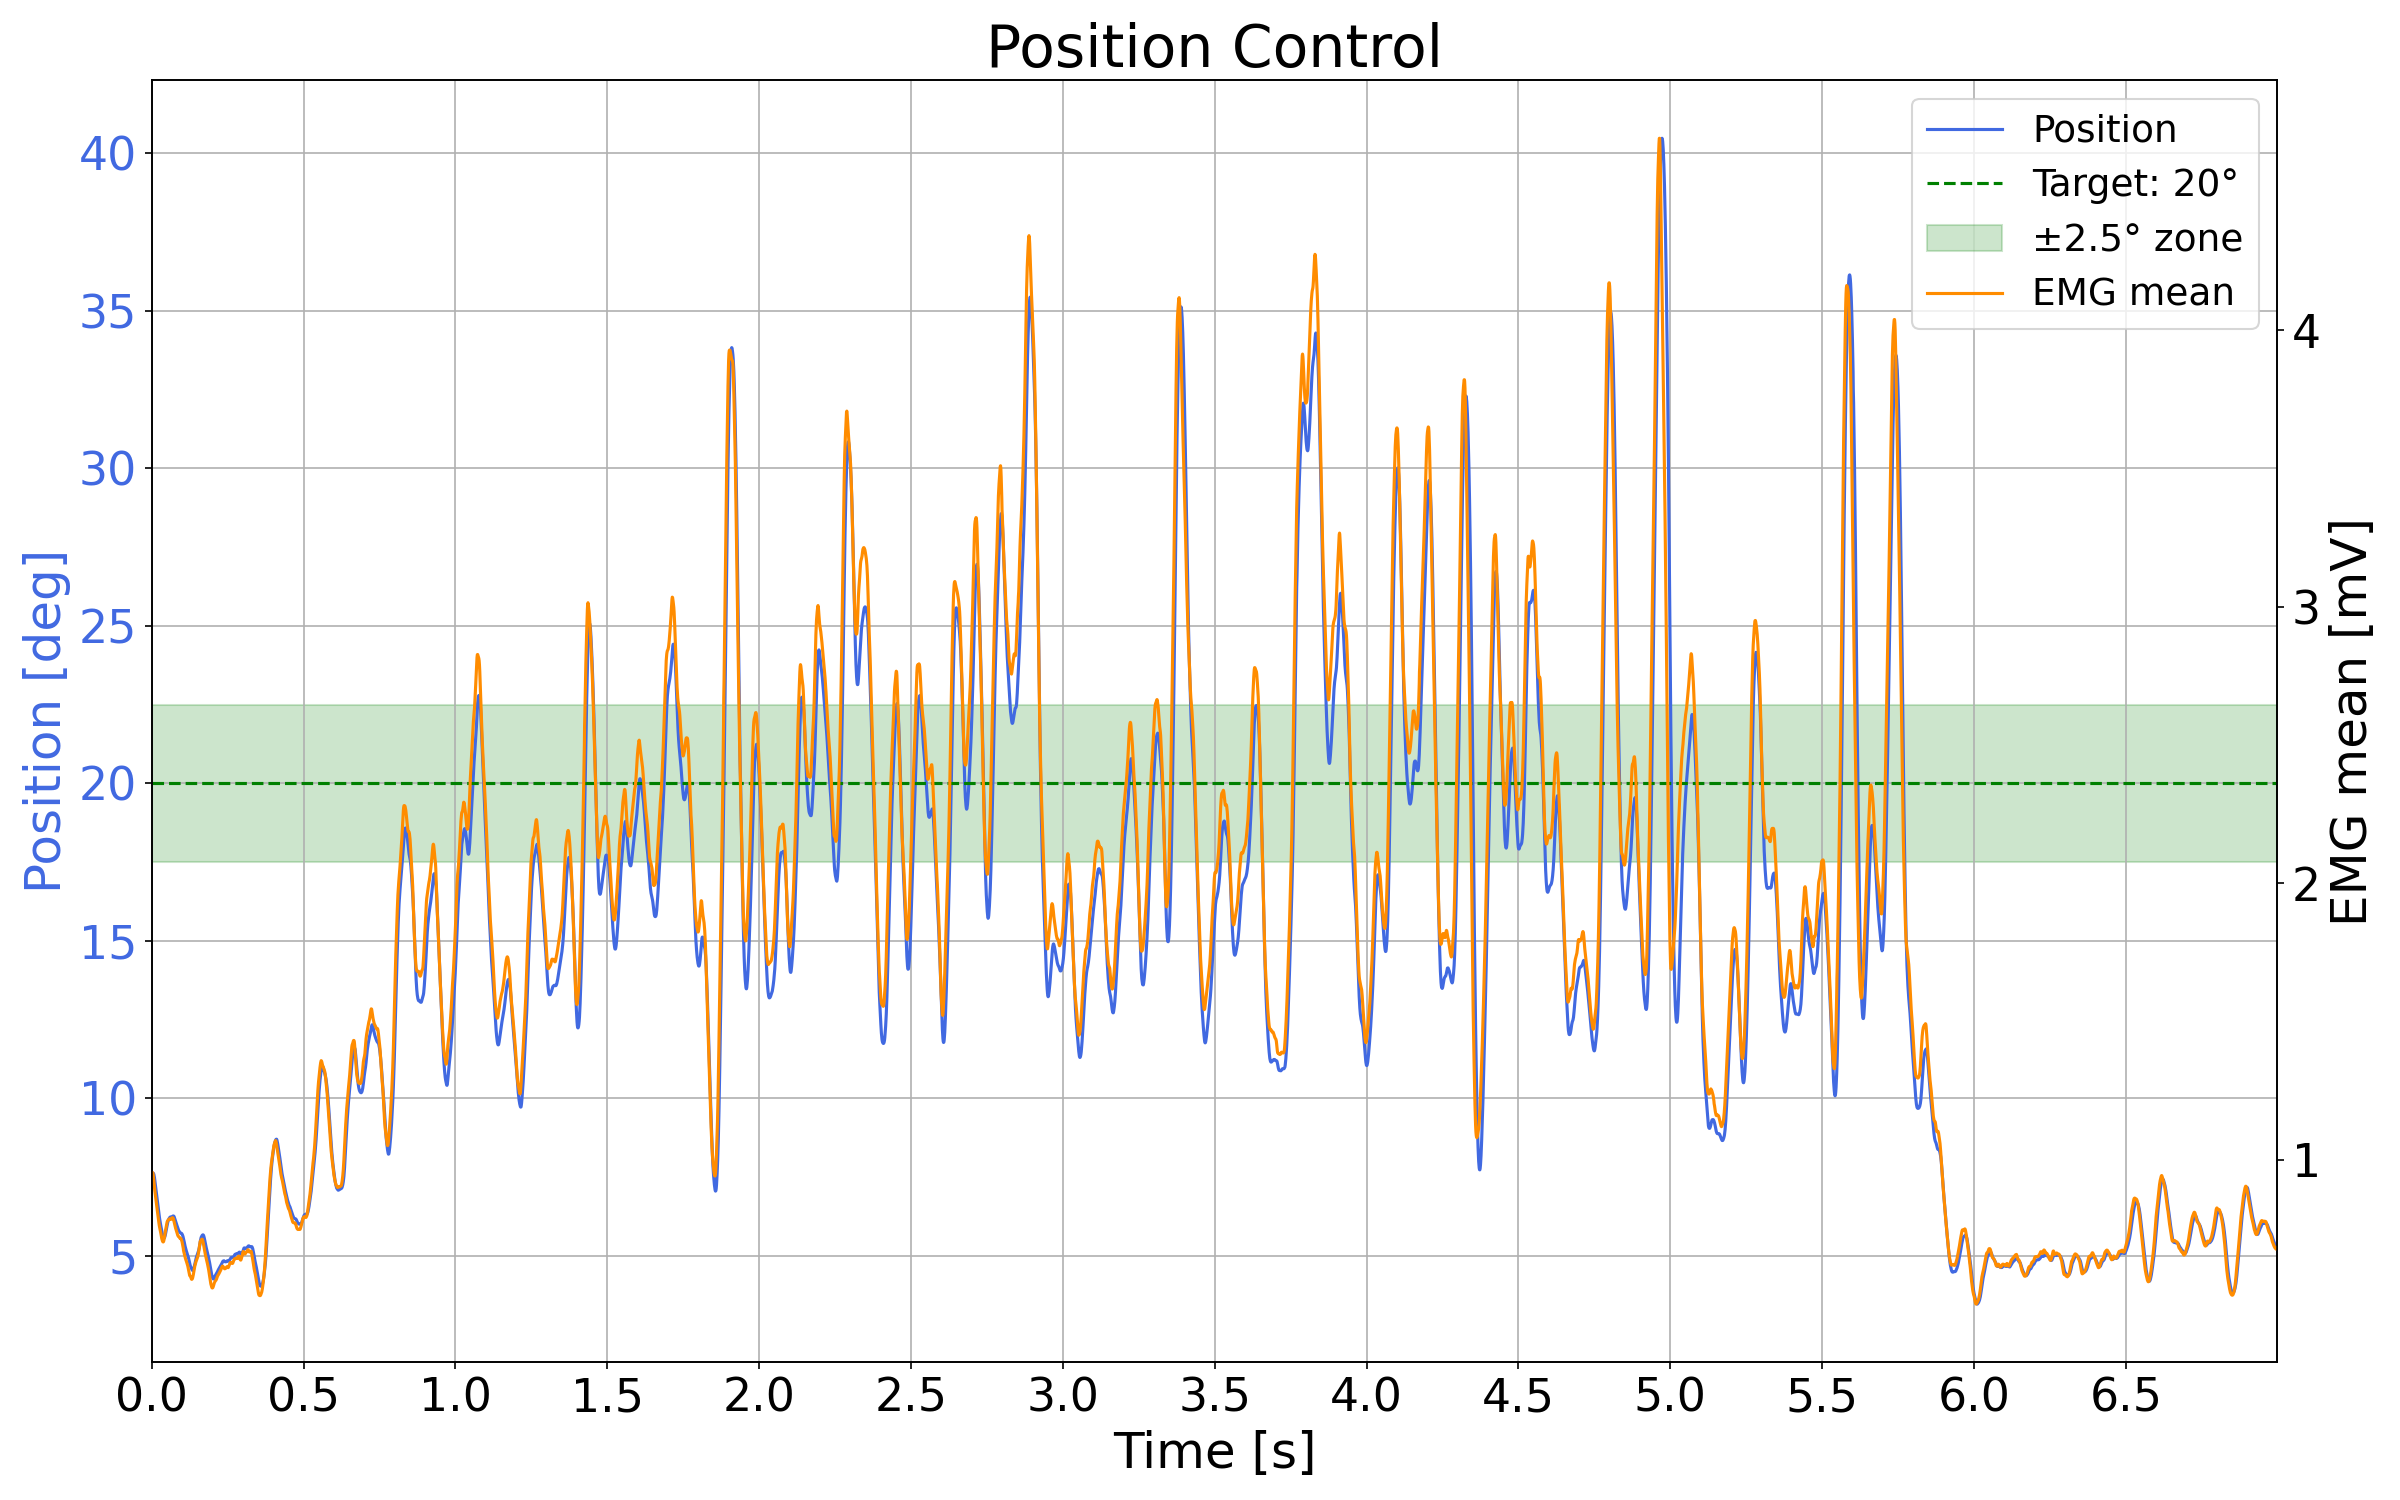 Position Control
Position [deg]
40
35
30
25
20
15
10
5
Position
Target: 20°
±2.5° zone
EMG mean
4
3
2
1
EMG mean [mV]
0.0 0.5 1.0 1.5 2.0 2.5 3.0 3.5 4.0 4.5 5.0 5.5 6.0 6.5
Time [s]